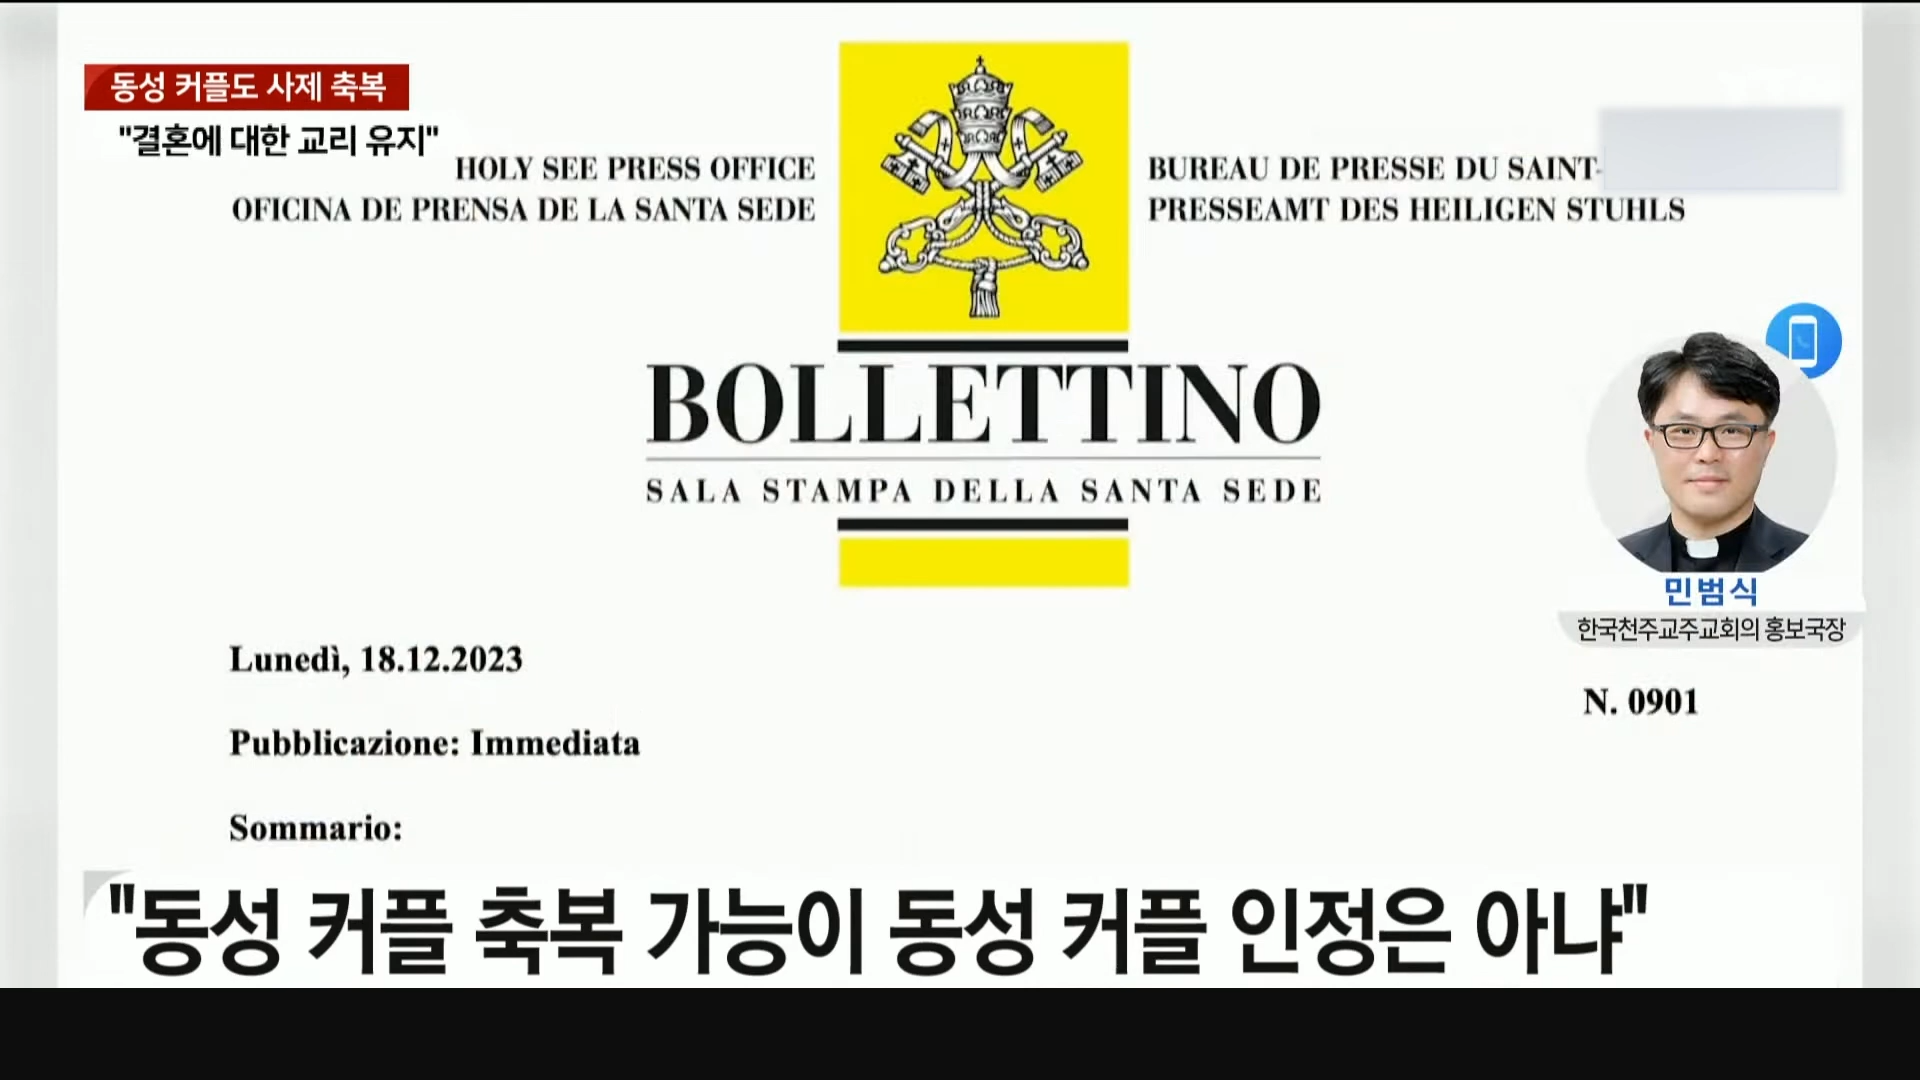 동성 커플도 사제 축복
"결혼에 대한 교리 유지"
HOLY SEE PRESS OFFICE
OFICINA DE PRENSA DE LA SANTA SEDE
BUREAU DE PRESSE DU SAINT-
PRESSEAMT DES HEILIGEN STUHLS
BOLLETTINO
SALA STAMPA DELLA SANTA SEDE
민범식
한국천주교주교회의 홍보국장
Lunedì, 18.12.2023
N. 0901
Pubblicazione: Immediata
Sommario:
"동성 커플 축복 가능이 동성 커플 인정은 아냐"